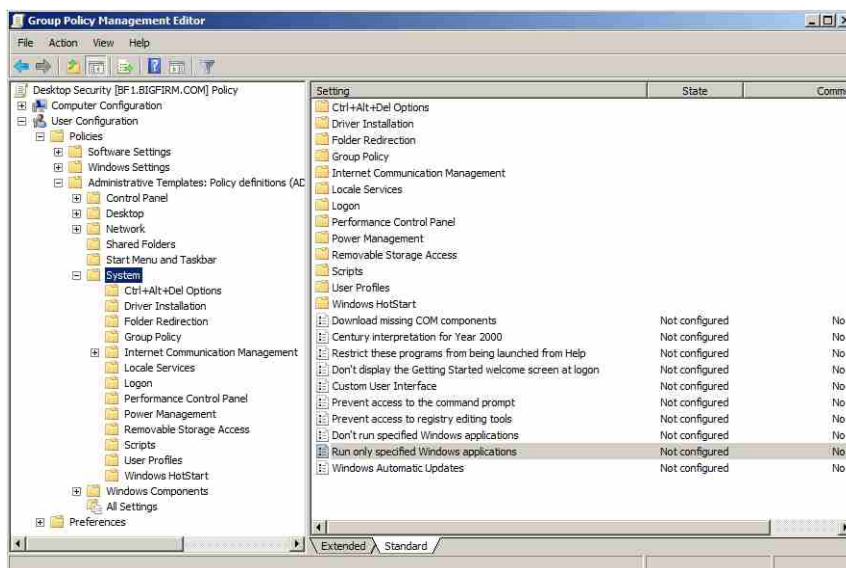 Group Policy Management Editor
File Action View Help
Desktop Security [BF1.BIGFIRM.COM] Policy
Computer Configuration
User Configuration
Policies
Software Settings
Windows Settings
Administrative Templates: Policy definitions (AD
Control Panel
Desktop
Network
Shared Folders
Start Menu and Taskbar
System
Ctrl+Alt+Del Options
Driver Installation
Folder Redirection
Group Policy
Internet Communication Management
Locale Services
Logon
Performance Control Panel
Power Management
Removable Storage Access
Scripts
User Profiles
Windows HotStart
Windows Components
All Settings
Preferences
Setting State Comm
Ctrl+Alt+Del Options
Driver Installation
Folder Redirection
Group Policy
Internet Communication Management
Locale Services
Logon
Performance Control Panel
Power Management
Removable Storage Access
Scripts
User Profiles
Windows HotStart
Download missing COM components Not configured No
Century interpretation for Year 2000 Not configured No
Restrict these programs from being launched from Help Not configured No
Don't display the Getting Started welcome screen at logon Not configured No
Custom User Interface Not configured No
Prevent access to the command prompt Not configured No
Prevent access to registry editing tools Not configured No
Don't run specified Windows applications Not configured No
Run only specified Windows applications Not configured No
Windows Automatic Updates Not configured No
Extended Standard